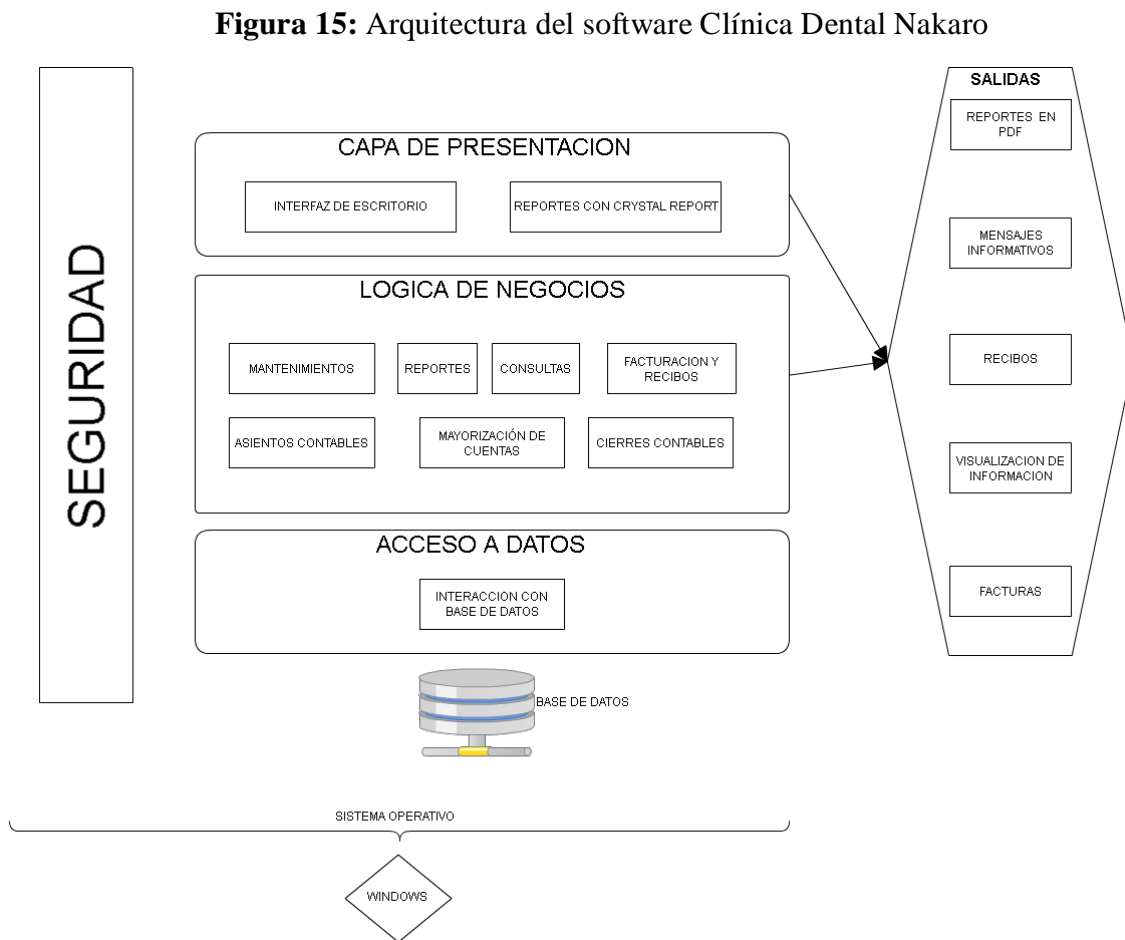 Figura 15: Arquitectura del software Clínica Dental Nakaro
SEGURIDAD
CAPA DE PRESENTACION
INTERFAZ DE ESCRITORIO
REPORTES CON CRYSTAL REPORT
LOGICA DE NEGOCIOS
MANTENIMIENTOS
REPORTES
CONSULTAS
FACTURACION Y
RECIBOS
ASIENTOS CONTABLES
MAYORIZACIÓN DE
CUENTAS
CIERRES CONTABLES
ACCESO A DATOS
INTERACCION CON
BASE DE DATOS
BASE DE DATOS
SISTEMA OPERATIVO
WINDOWS
SALIDAS
REPORTES EN
PDF
MENSAJES
INFORMATIVOS
RECIBOS
VISUALIZACION DE
INFORMACION
FACTURAS